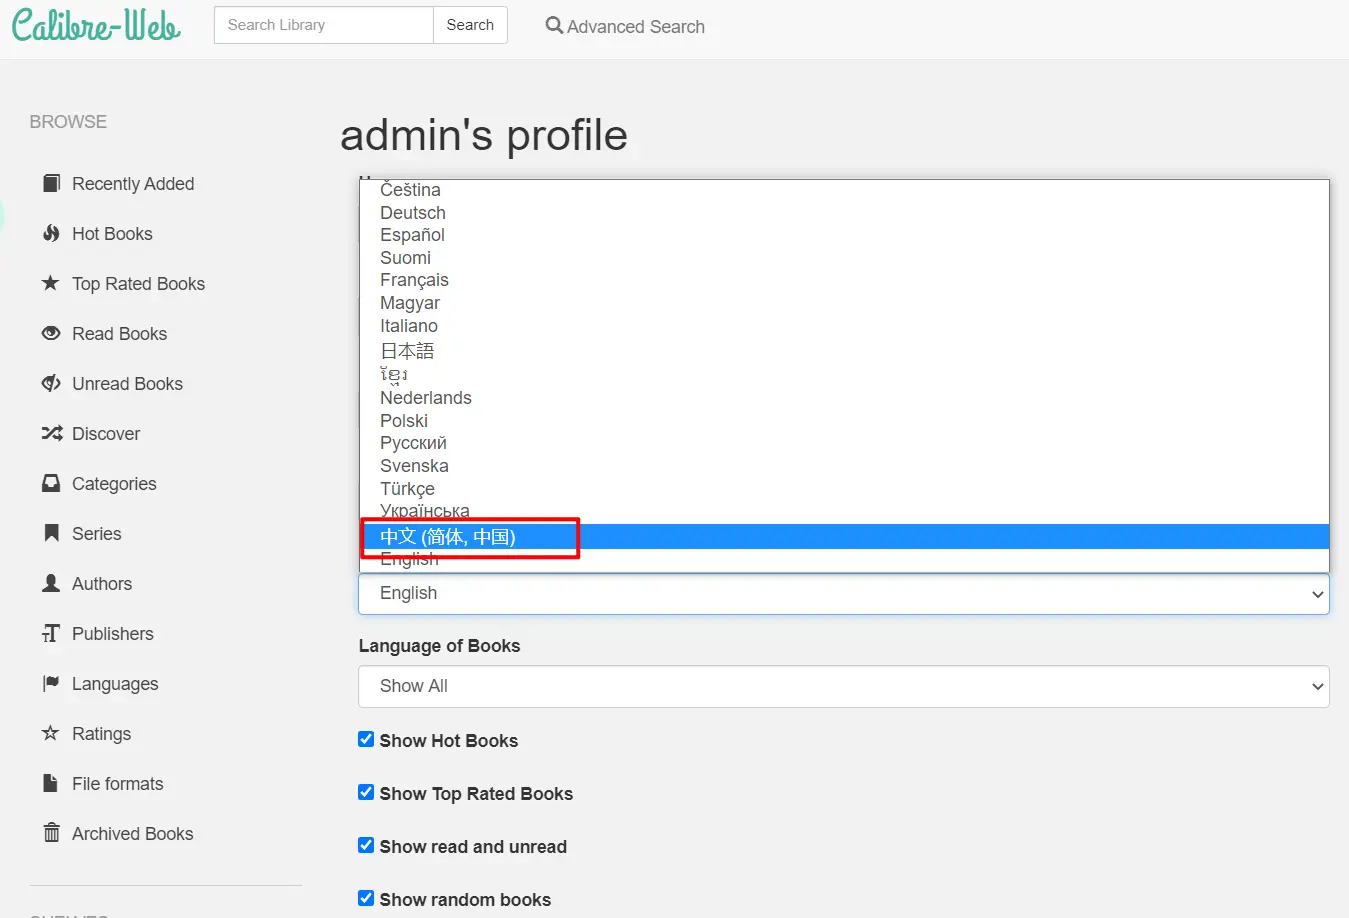 Calibre-Web
Search Library
Search
Advanced Search
BROWSE
Recently Added
Hot Books
Top Rated Books
Read Books
Unread Books
Discover
Categories
Series
Authors
Publishers
Languages
Ratings
File formats
Archived Books
admin's profile
Čeština
Deutsch
Español
Suomi
Français
Magyar
Italiano
日本語
ខ្មែរ
Nederlands
Polski
Русский
Svenska
Türkçe
Українська
中文 (简体, 中国)
English
English
Language of Books
Show All
Show Hot Books
Show Top Rated Books
Show read and unread
Show random books